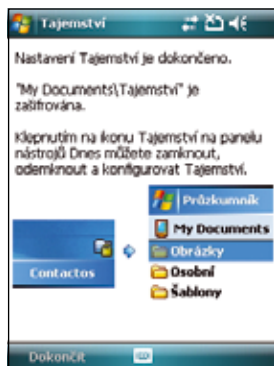 Tajemství
Nastavení Tajemství je dokončeno.
"My Documents\Tajemství" je
zašifrována.
Klepnutím na ikonu Tajemství na panelu
nástrojů Dnes můžete zamknout,
odemknout a konfigurovat Tajemství.
Průzkumník
My Documents
Obrázky
Osobní
Šablony
Contactos
Dokončit